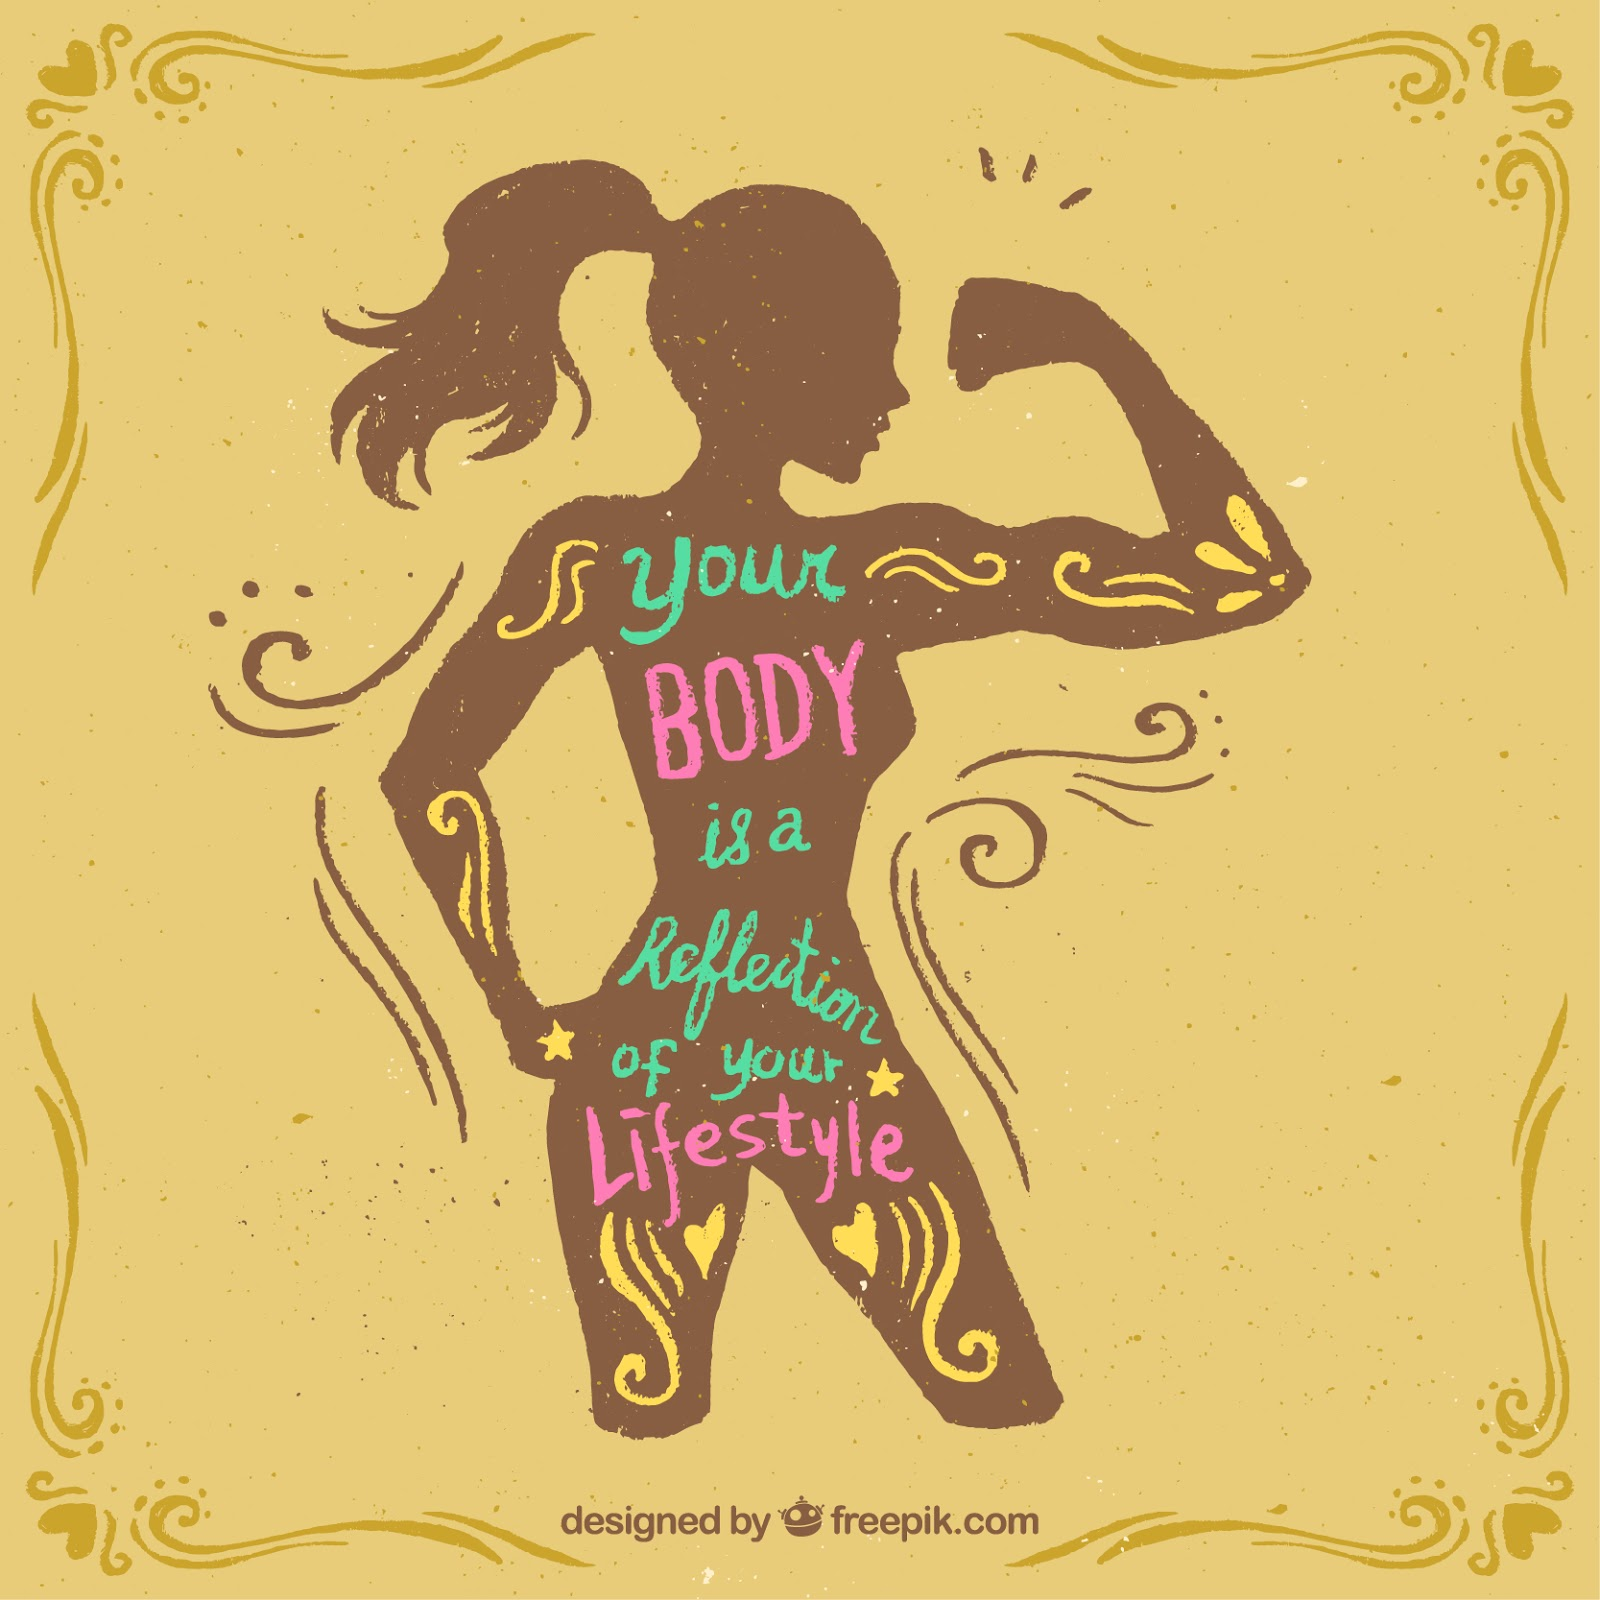 your
BODY
is a
Reflection
of your
Lifestyle
designed by freepik.com